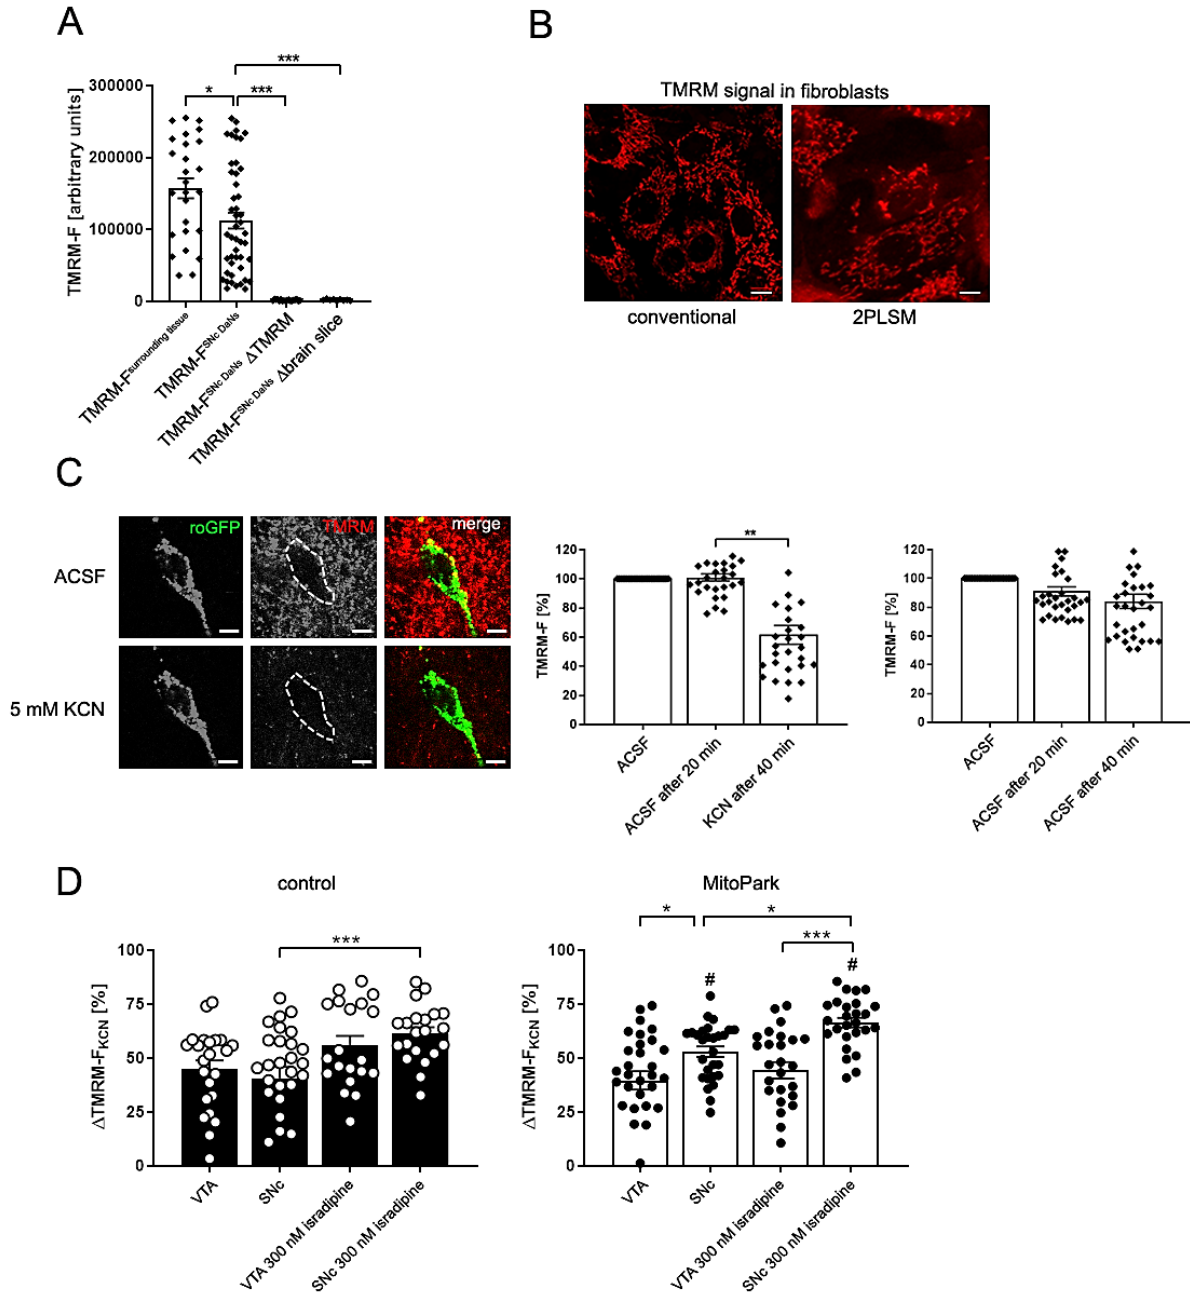 A
***
*
***
TMRM-F [arbitrary units]
300000
200000
100000
0
TMRM-F^surrounding tissue
TMRM-F^SNc DaNs
TMRM-F^SNc DaNs ΔTMRM
TMRM-F^SNc DaNs Δbrain slice
B
TMRM signal in fibroblasts
conventional
2PLSM
C
roGFP
TMRM
merge
ACSF
5 mM KCN
**
TMRM-F [%]
120
100
80
60
40
20
0
ACSF
ACSF after 20 min
KCN after 40 min
TMRM-F [%]
120
100
80
60
40
20
0
ACSF
ACSF after 20 min
ACSF after 40 min
D
control
***
ΔTMRM-F_KCN [%]
100
75
50
25
0
VTA
SNc
VTA 300 nM isradipine
SNc 300 nM isradipine
MitoPark
*
*
***
#
#
ΔTMRM-F_KCN [%]
100
75
50
25
0
VTA
SNc
VTA 300 nM isradipine
SNc 300 nM isradipine